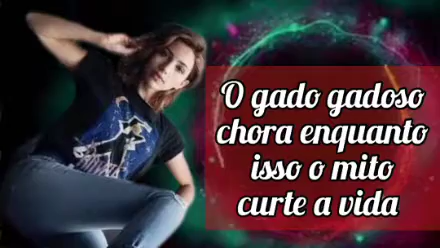 O gado gadoso
chora enquanto
isso o mito
curte a vida